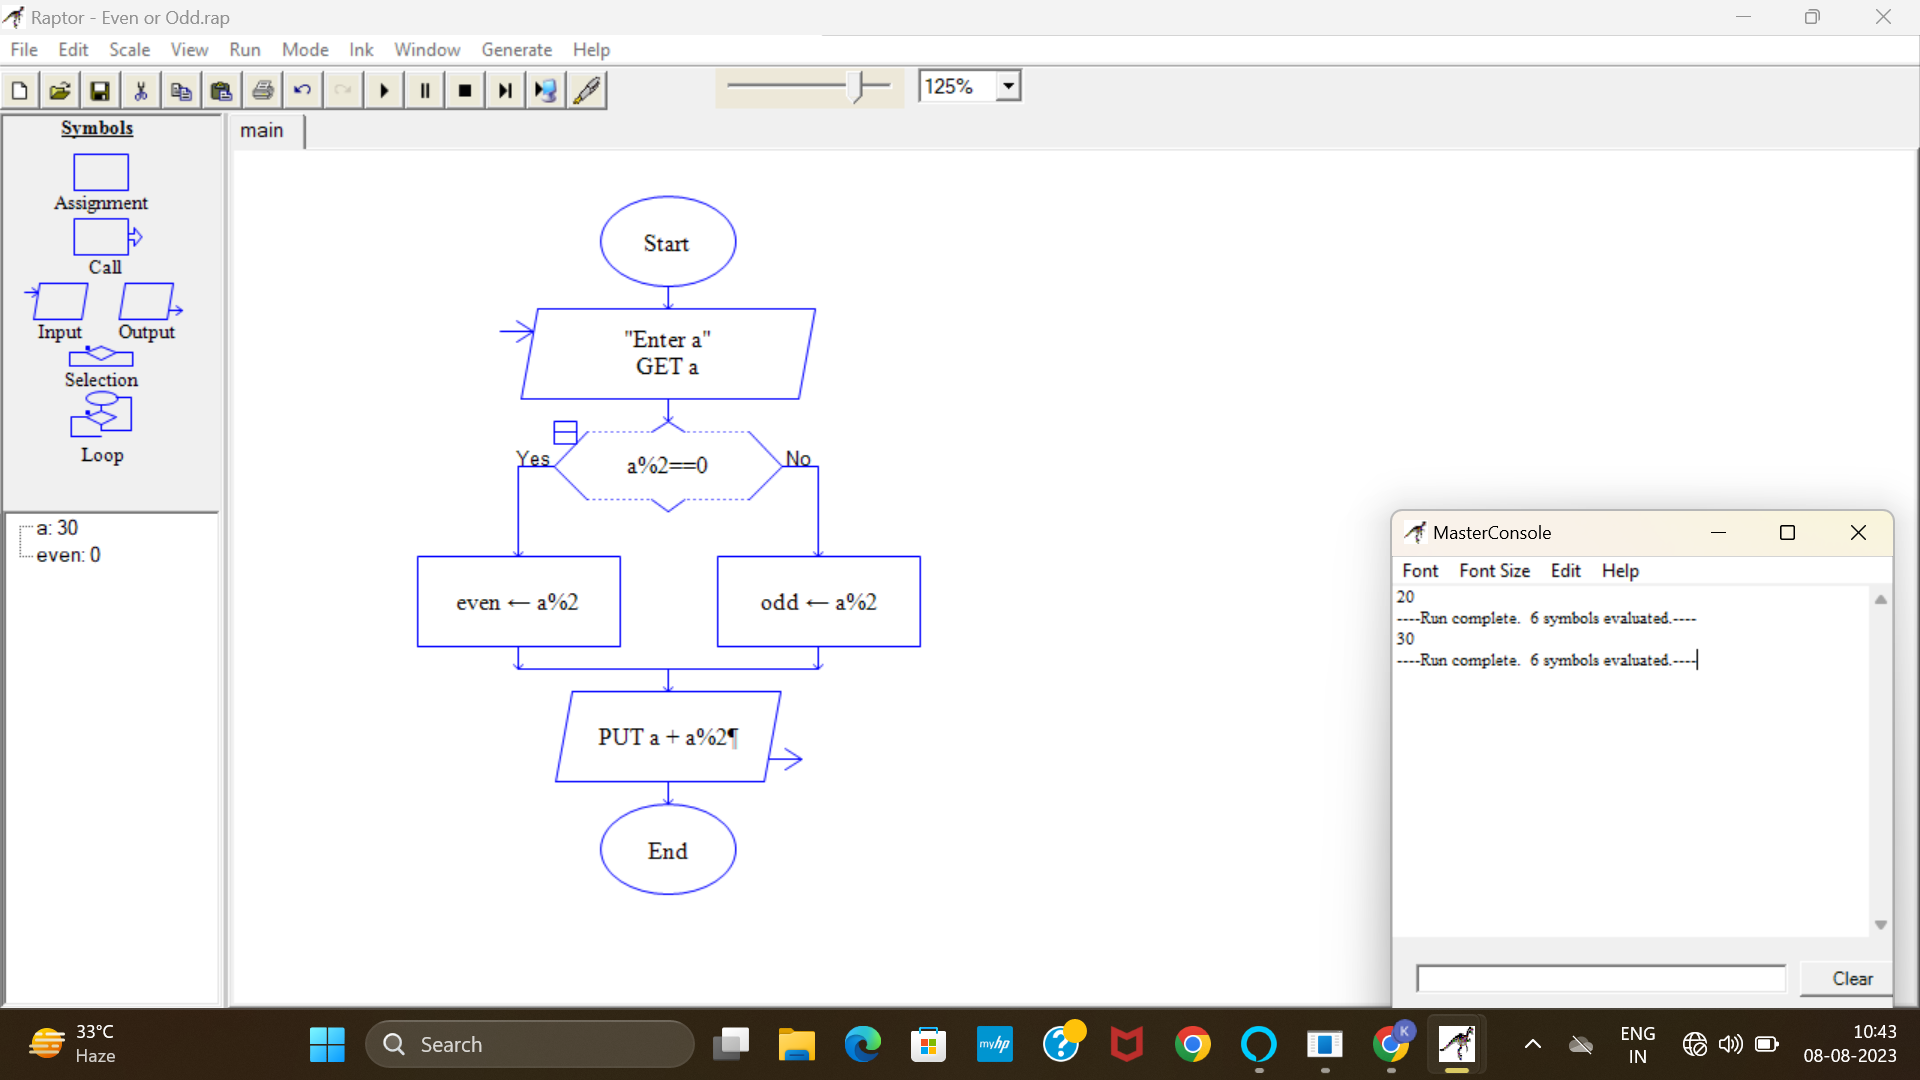 Raptor - Even or Odd.rap
File Edit Scale View Run Mode Ink Window Generate Help
125%
Symbols
main
Assignment
Call
Input Output
Selection
Loop
a: 30
even: 0
Start
"Enter a"
GET a
Yes
a%2==0
No
even ← a%2
odd ← a%2
PUT a + a%2¶
End
MasterConsole
Font Font Size Edit Help
20
----Run complete. 6 symbols evaluated.----
30
----Run complete. 6 symbols evaluated.----
Clear
33°C
Haze
Search
myhp
K
ENG
IN
10:43
08-08-2023